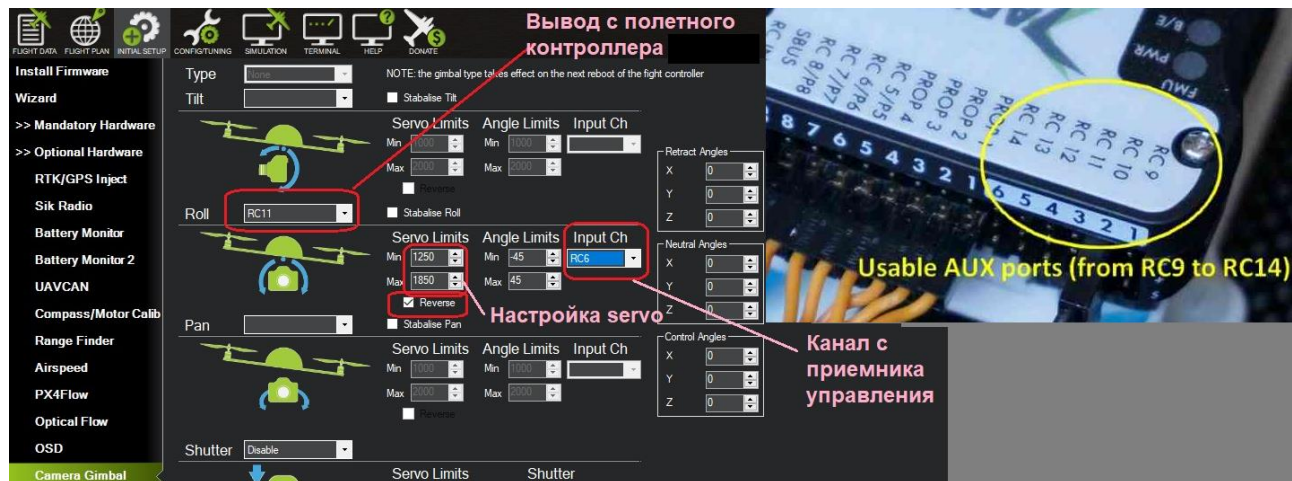 FLIGHT DATA FLIGHT PLAN INITIAL SETUP CONFIG/TUNING SIMULATION TERMINAL HELP DONATE
Вывод с полетного
контроллера
Install Firmware
Wizard
>> Mandatory Hardware
>> Optional Hardware
RTK/GPS Inject
Sik Radio
Battery Monitor
Battery Monitor 2
UAVCAN
Compass/Motor Calib
Range Finder
Airspeed
PX4Flow
Optical Flow
OSD
Camera Gimbal
Type None NOTE: the gimbal type takes effect on the next reboot of the fight controller
Tilt Stabalise Tilt
Servo Limits Angle Limits Input Ch
Min 1000 Min 1000
Max 2000 Max 2000
Reverse
Roll RC11 Stabalise Roll
Servo Limits Angle Limits Input Ch
Min 1250 Min -45 RC6
Max 1850 Max 45
Reverse
Настройка servo
Pan Stabalise Pan
Servo Limits Angle Limits Input Ch
Min 1000 Min 1000
Max 2000 Max 2000
Reverse
Shutter Disable
Servo Limits Shutter
Retract Angles
X 0
Y 0
Z 0
Neutral Angles
X 0
Y 0
Z 0
Control Angles
X 0
Y 0
Z 0
Канал с
приемника
управления
B/E
PWR
FMU
RC IN
SBUS
RC 8/P8
RC 7/P7
RC 6/P6
RC 5/P5
PROP 4
PROP 3
PROP 2
RC 14
RC 13
RC 12
RC 11
RC 10
RC 9
8 7 6 5 4 3 2 1 6 5 4 3 2 1
Usable AUX ports (from RC9 to RC14)